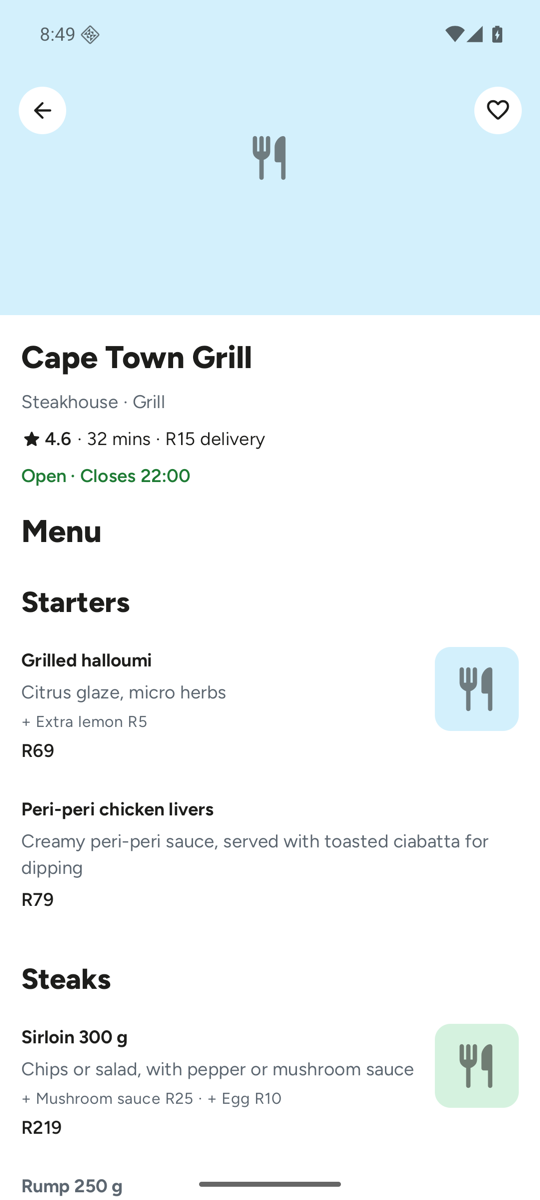 8:49
Cape Town Grill
Steakhouse · Grill
4.6 · 32 mins · R15 delivery
Open · Closes 22:00
Menu
Starters
Grilled halloumi
Citrus glaze, micro herbs
+ Extra lemon R5
R69
Peri-peri chicken livers
Creamy peri-peri sauce, served with toasted ciabatta for
dipping
R79
Steaks
Sirloin 300 g
Chips or salad, with pepper or mushroom sauce
+ Mushroom sauce R25 · + Egg R10
R219
Rump 250 g